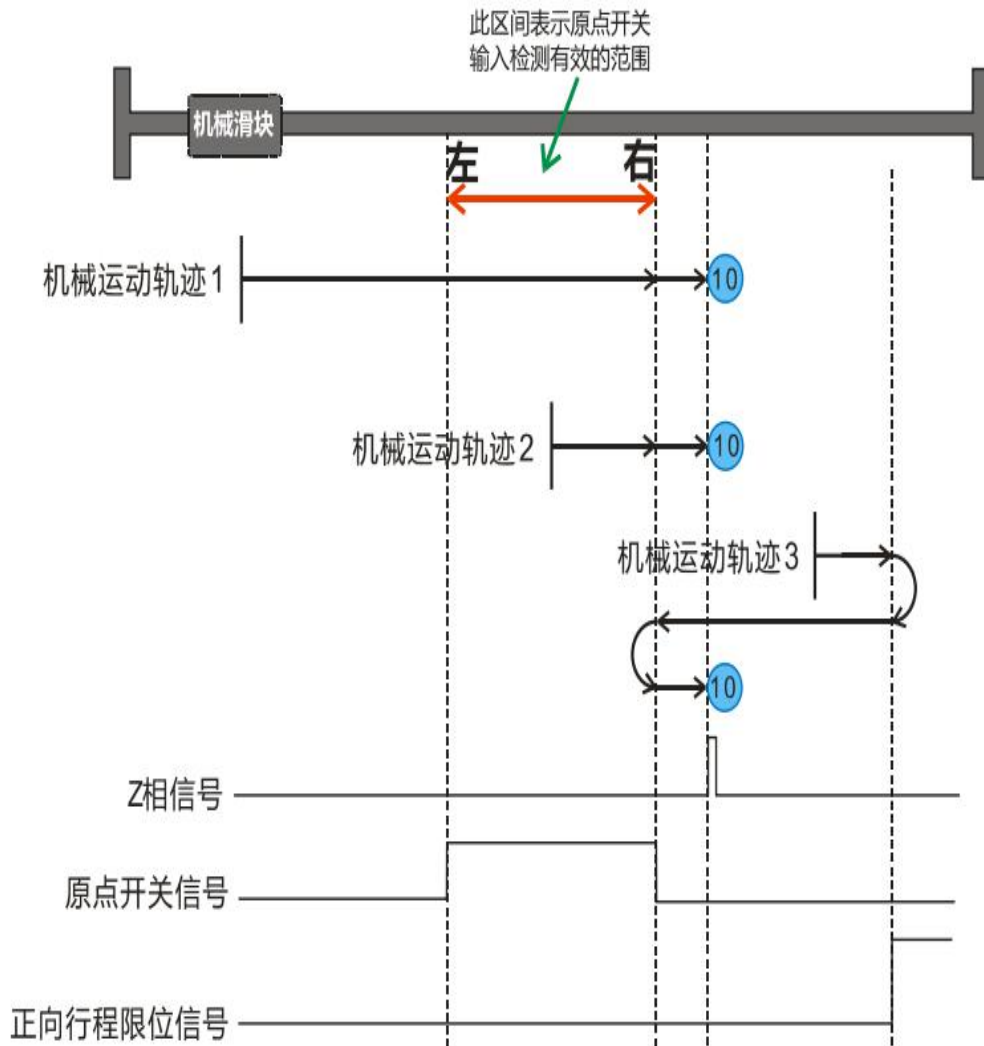 此区间表示原点开关
输入检测有效的范围
机械滑块
左
右
机械运动轨迹1
10
机械运动轨迹2
10
机械运动轨迹3
10
Z相信号
原点开关信号
正向行程限位信号